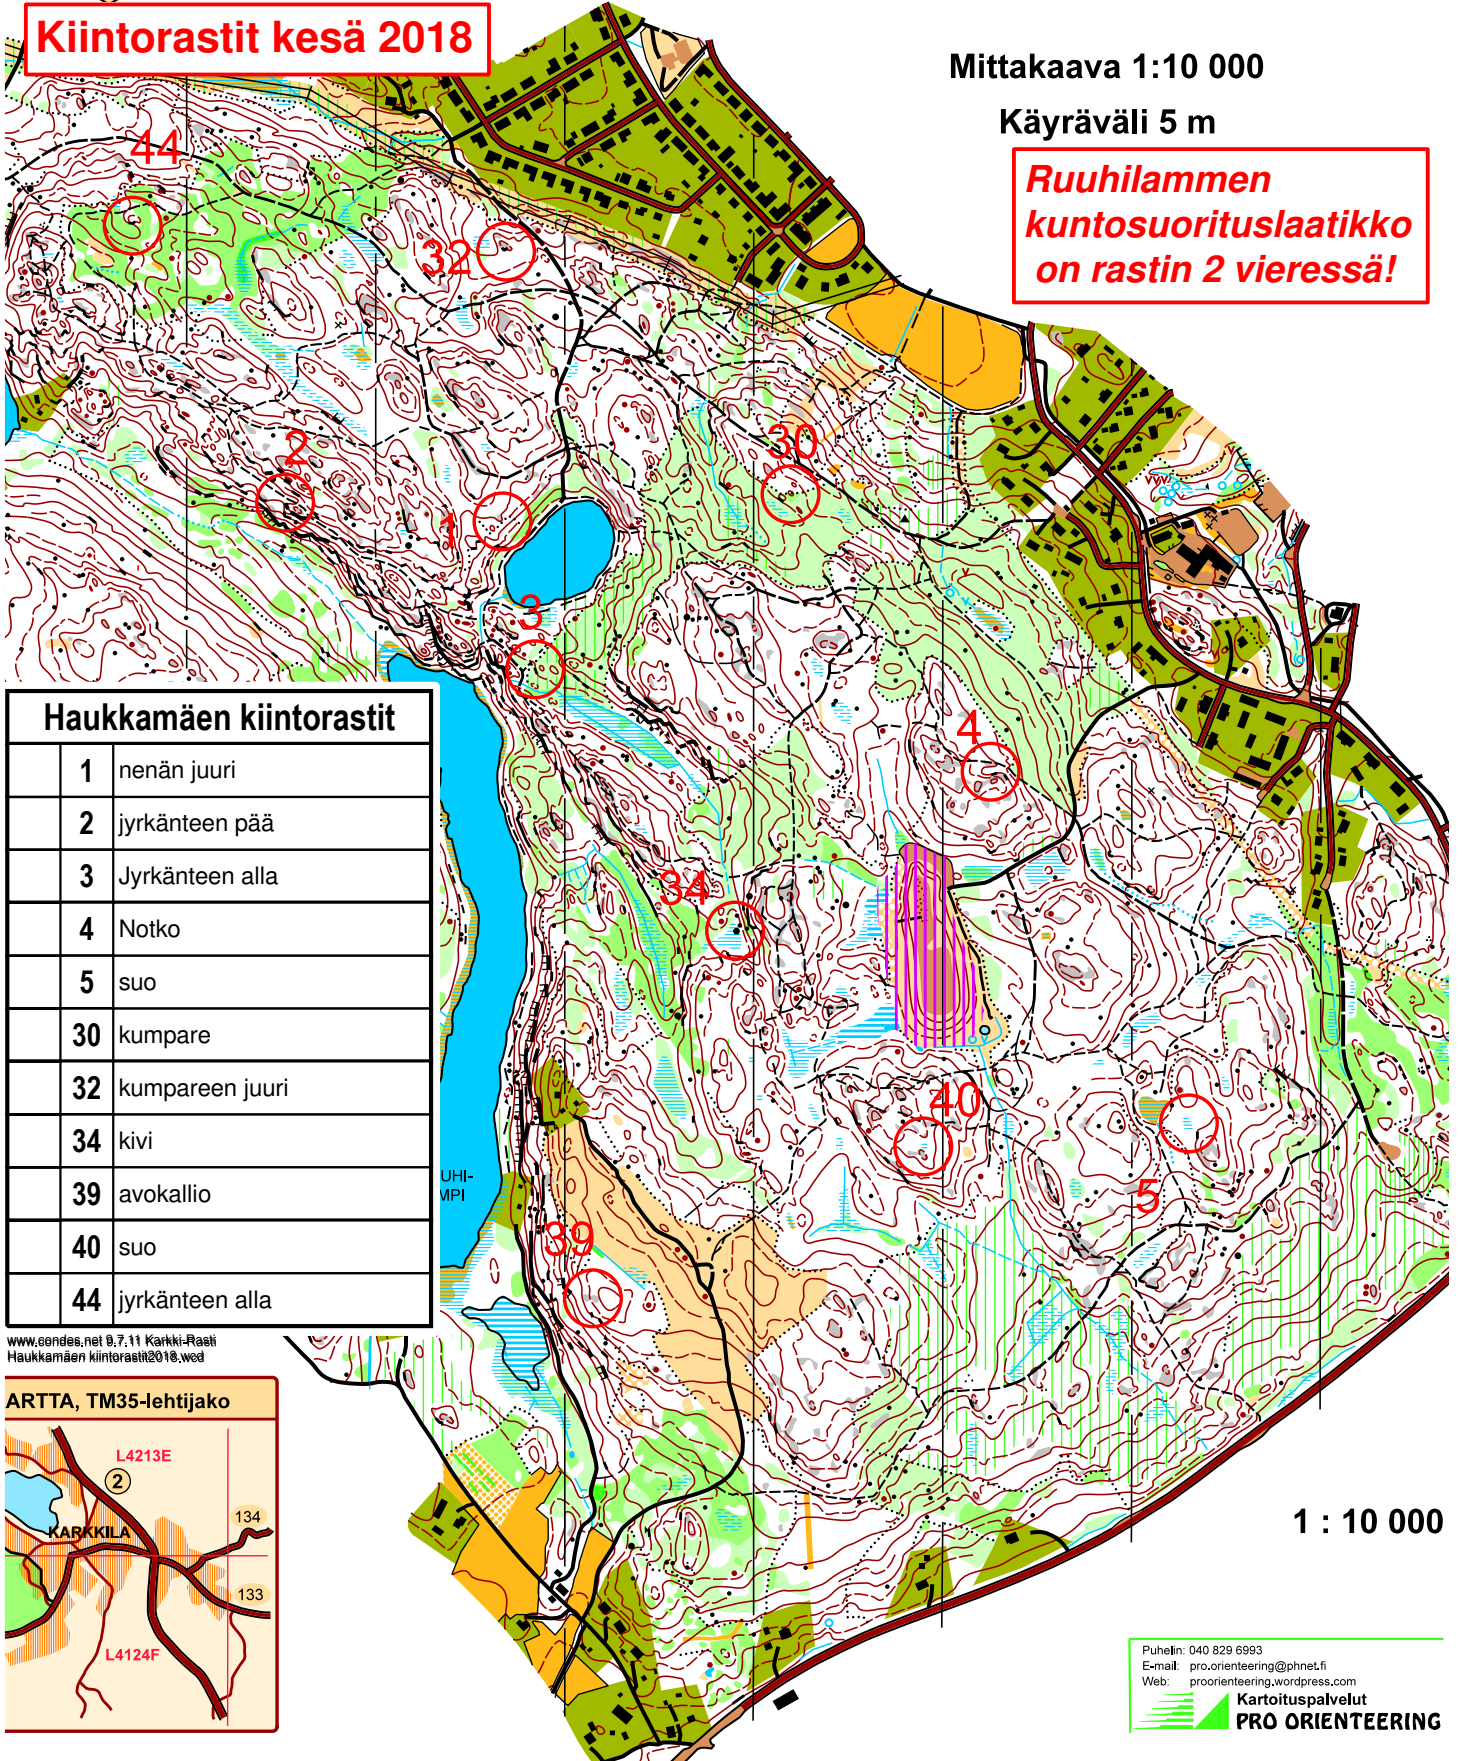 Kiintorastit kesä 2018
Mittakaava 1:10 000
Käyräväli 5 m
Ruuhilammen
kuntosuorituslaatikko
on rastin 2 vieressä!
44
32
2
30
1
3
4
34
40
5
39
UHI-
MPI
Haukkamäen kiintorastit
1 nenän juuri
2 jyrkänteen pää
3 Jyrkänteen alla
4 Notko
5 suo
30 kumpare
32 kumpareen juuri
34 kivi
39 avokallio
40 suo
44 jyrkänteen alla
www.condes.net 9.7.11 Karkki-Rasti
Haukkamäen kiintorastit2018.wcd
ARTTA, TM35-lehtijako
L4213E
2
134
KARKKILA
133
L4124F
1 : 10 000
Puhelin: 040 829 6993
E-mail: pro.orienteering@phnet.fi
Web: proorienteering.wordpress.com
Kartoituspalvelut
PRO ORIENTEERING